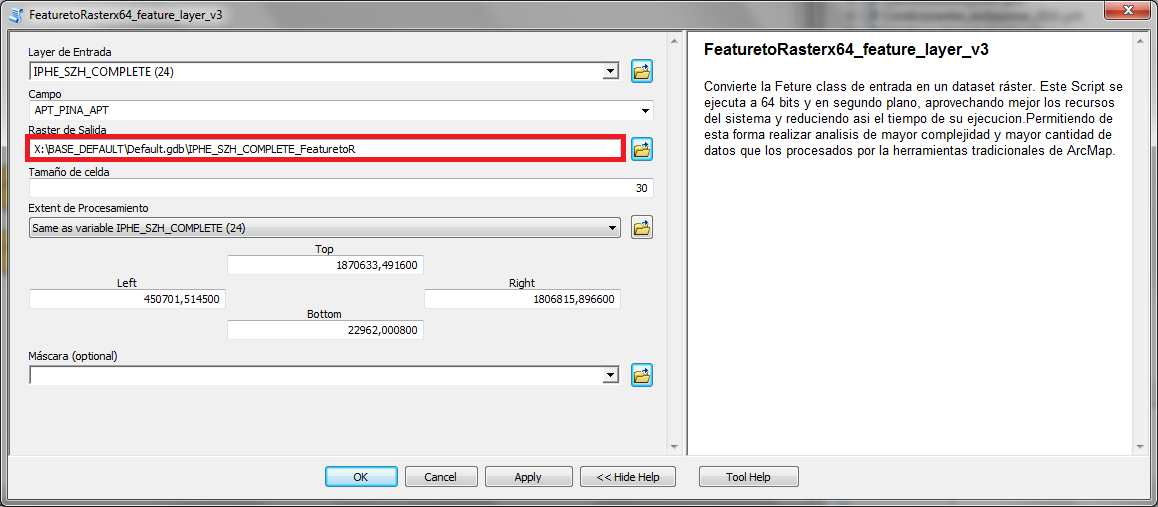 FeaturetoRasterx64_feature_layer_v3
Layer de Entrada
IPHE_SZH_COMPLETE (24)
Campo
APT_PINA_APT
Raster de Salida
X:\BASE_DEFAULT\Default.gdb\IPHE_SZH_COMPLETE_FeaturetoR
Tamaño de celda
30
Extent de Procesamiento
Same as variable IPHE_SZH_COMPLETE (24)
Top
1870633,491600
Left
Right
450701,514500
1806815,896600
Bottom
22962,000800
Máscara (optional)
OK
Cancel
Apply
<< Hide Help
Tool Help
FeaturetoRasterx64_feature_layer_v3
Convierte la Feture class de entrada en un dataset ráster. Este Script se
ejecuta a 64 bits y en segundo plano, aprovechando mejor los recursos
del sistema y reduciendo asi el tiempo de su ejecucion.Permitiendo de
esta forma realizar analisis de mayor complejidad y mayor cantidad de
datos que los procesados por la herramientas tradicionales de ArcMap.